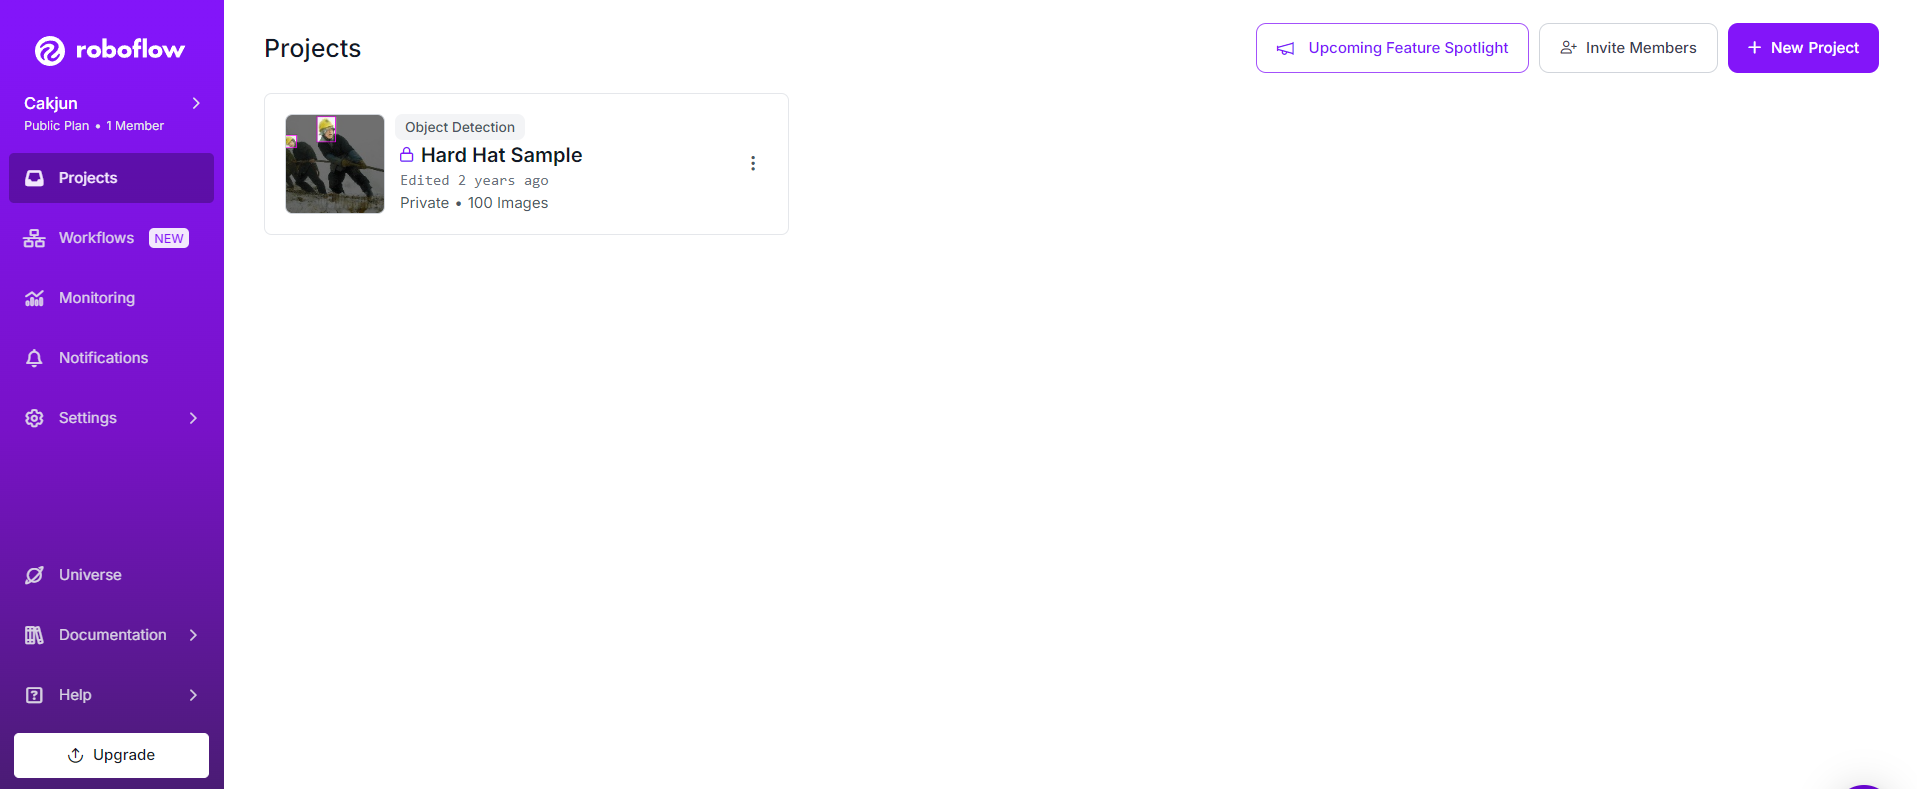 roboflow
Cakjun
Public Plan • 1 Member
Projects
Workflows NEW
Monitoring
Notifications
Settings
Universe
Documentation
Help
Upgrade
Projects
Upcoming Feature Spotlight
Invite Members
+ New Project
Object Detection
Hard Hat Sample
Edited 2 years ago
Private • 100 Images